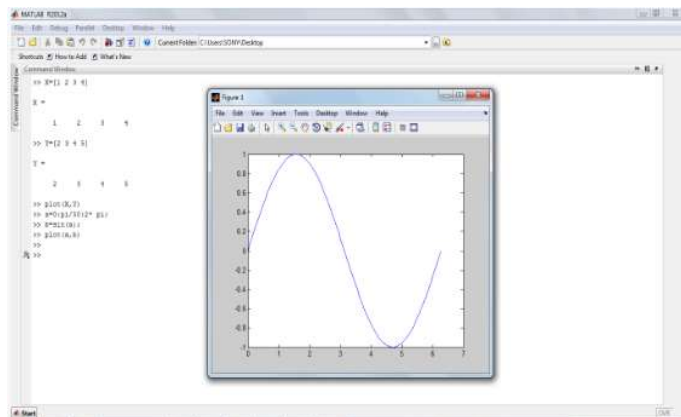 MATLAB R2012a
File Edit Debug Parallel Desktop Window Help
Current Folder: C:\Users\SONY\Desktop
Shortcuts How to Add What's New
Command Window
Command Window
>> X=[1 2 3 4]
X =
1 2 3 4
>> Y=[2 3 4 5]
Y =
2 3 4 5
>> plot(X,Y)
>> a=0:pi/50:2* pi;
>> b=sin(a);
>> plot(a,b)
>>
>>
Figure 1
File Edit View Insert Tools Desktop Window Help
1
0.8
0.6
0.4
0.2
0
-0.2
-0.4
-0.6
-0.8
-1
0 1 2 3 4 5 6 7
Start
OVR